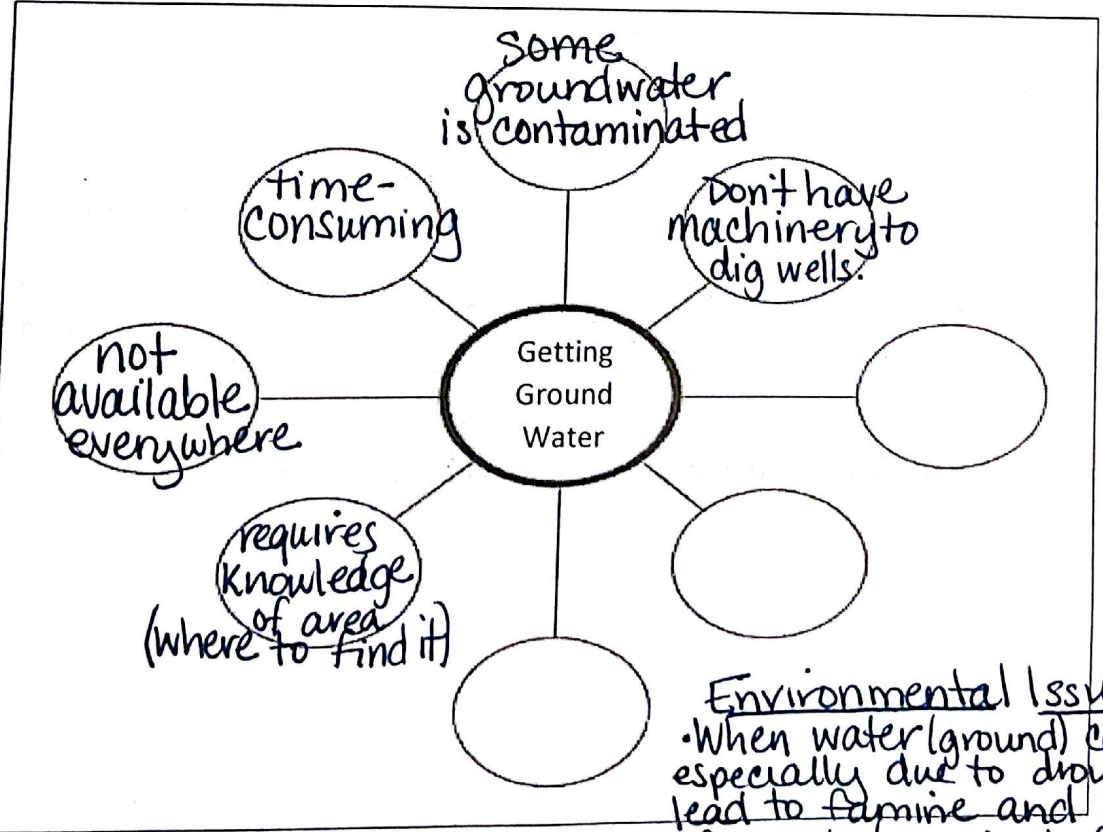 Some
groundwater
is contaminated
time-
consuming
Don't have
machinery to
dig wells.
not
available
everywhere
Getting
Ground
Water
requires
knowledge
of area
(where to find it)
Environmental
•When water (ground)
especially due to
lead to famine and